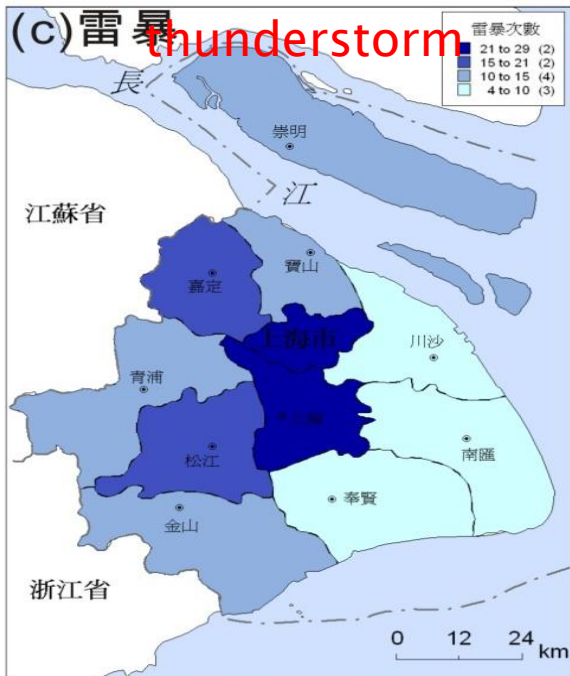 (c)雷暴
thunderstorm
雷暴次數
21 to 29 (2)
15 to 21 (2)
10 to 15 (4)
4 to 10 (3)
長
江
崇明
江蘇省
寶山
嘉定
上海市
川沙
青浦
松江
南匯
奉賢
金山
浙江省
0 12 24
km